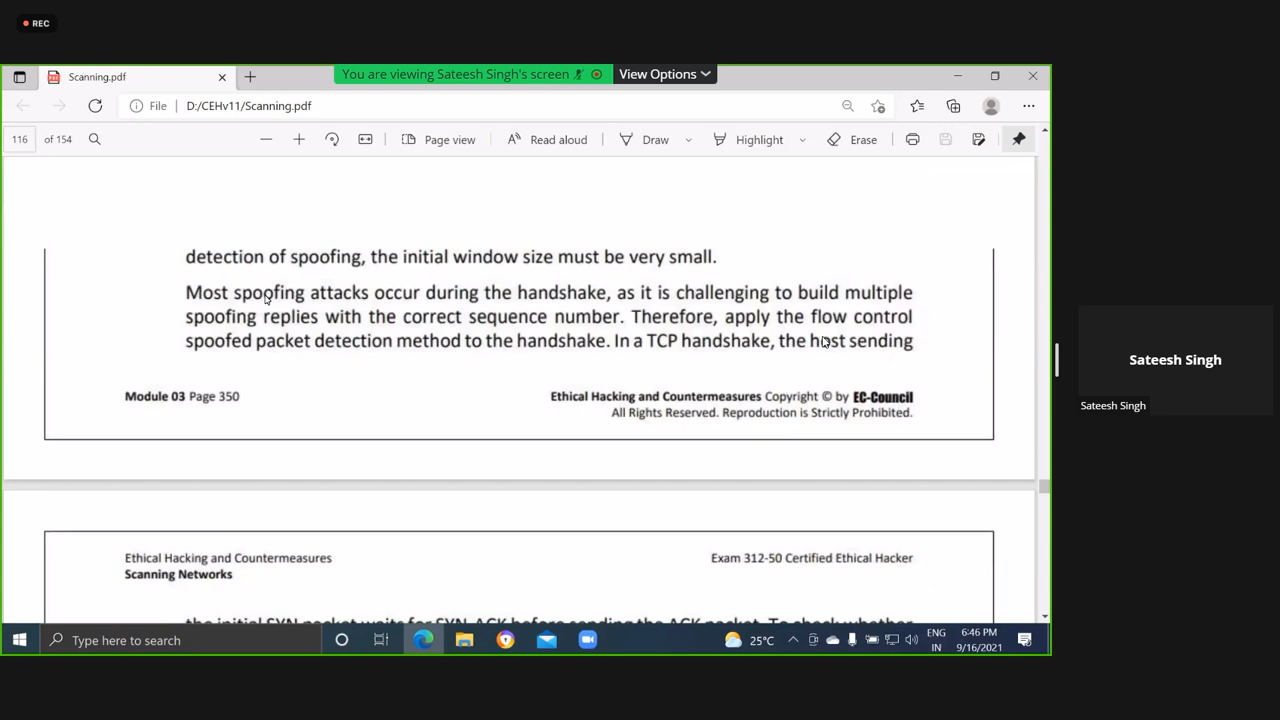 REC
Scanning.pdf
You are viewing Sateesh Singh's screen
View Options
File D:/CEHv11/Scanning.pdf
116 of 154
Page view
Read aloud
Draw
Highlight
Erase
detection of spoofing, the initial window size must be very small.
Most spoofing attacks occur during the handshake, as it is challenging to build multiple
spoofing replies with the correct sequence number. Therefore, apply the flow control
spoofed packet detection method to the handshake. In a TCP handshake, the host sending
Module 03 Page 350
Ethical Hacking and Countermeasures Copyright © by EC-Council
All Rights Reserved. Reproduction is Strictly Prohibited.
Ethical Hacking and Countermeasures
Exam 312-50 Certified Ethical Hacker
Scanning Networks
the initial SYN packet waits for SYN-ACK before sending the ACK packet. To check whether
Sateesh Singh
Sateesh Singh
Type here to search
25°C
ENG
IN
6:46 PM
9/16/2021